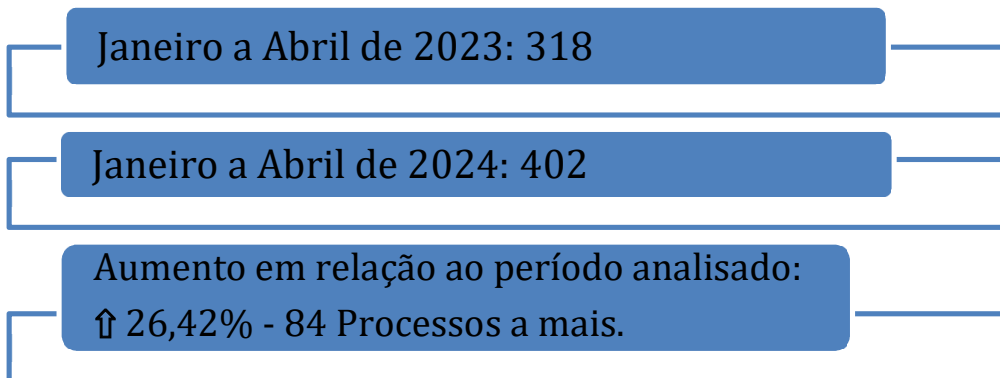 Janeiro a Abril de 2023: 318
Janeiro a Abril de 2024: 402
Aumento em relação ao período analisado:
⇧ 26,42% - 84 Processos a mais.